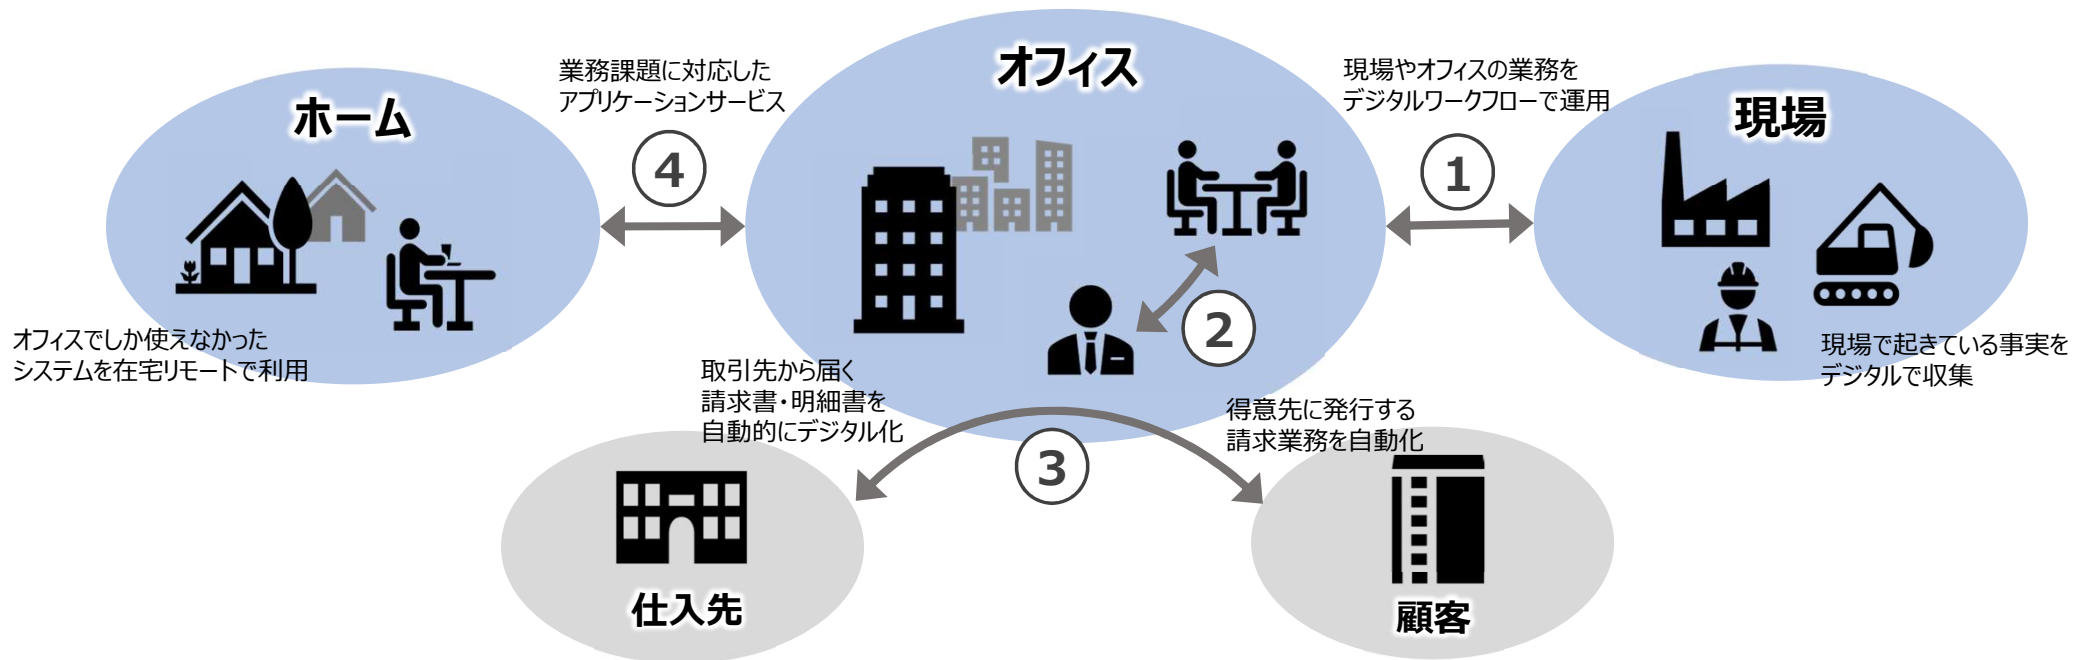 オフィス
業務課題に対応した
アプリケーションサービス
現場やオフィスの業務を
デジタルワークフローで運用
ホーム
現場
④
①
②
オフィスでしか使えなかった
システムを在宅リモートで利用
現場で起きている事実を
デジタルで収集
取引先から届く
請求書・明細書を
自動的にデジタル化
得意先に発行する
請求業務を自動化
③
仕入先
顧客